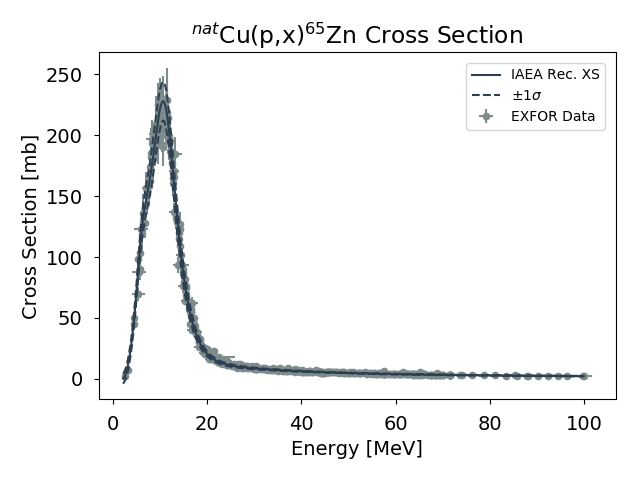 natCu(p,x)65Zn Cross Section
IAEA Rec. XS
±1σ
EXFOR Data
Cross Section [mb]
250
200
150
100
50
0
0 20 40 60 80 100
Energy [MeV]